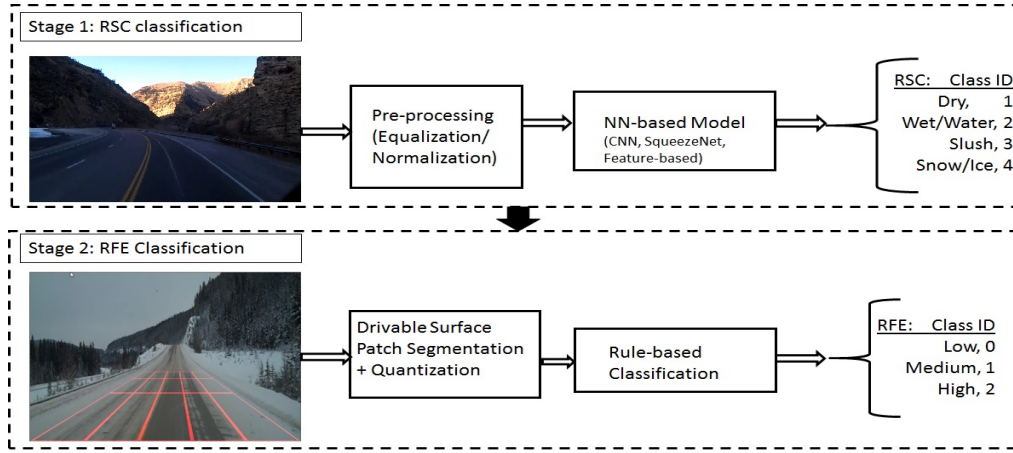 Stage 1: RSC classification
Pre-processing
(Equalization/
Normalization)
NN-based Model
(CNN, SqueezeNet,
Feature-based)
RSC: Class ID
Dry, 1
Wet/Water, 2
Slush, 3
Snow/Ice, 4
Stage 2: RFE Classification
Drivable Surface
Patch Segmentation
+ Quantization
Rule-based
Classification
RFE: Class ID
Low, 0
Medium, 1
High, 2